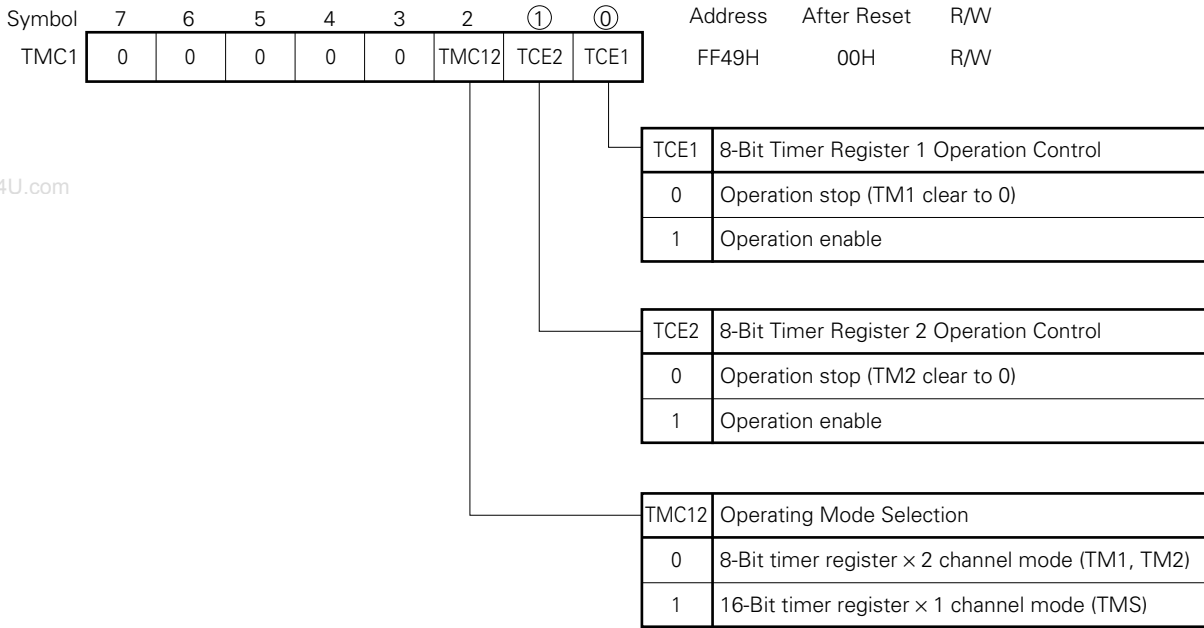 Symbol 7 6 5 4 3 2 ① ⓪ Address After Reset R/W
TMC1 0 0 0 0 0 TMC12 TCE2 TCE1 FF49H 00H R/W
TCE1 8-Bit Timer Register 1 Operation Control
4U.com
0 Operation stop (TM1 clear to 0)
1 Operation enable
TCE2 8-Bit Timer Register 2 Operation Control
0 Operation stop (TM2 clear to 0)
1 Operation enable
TMC12 Operating Mode Selection
0 8-Bit timer register × 2 channel mode (TM1, TM2)
1 16-Bit timer register × 1 channel mode (TMS)